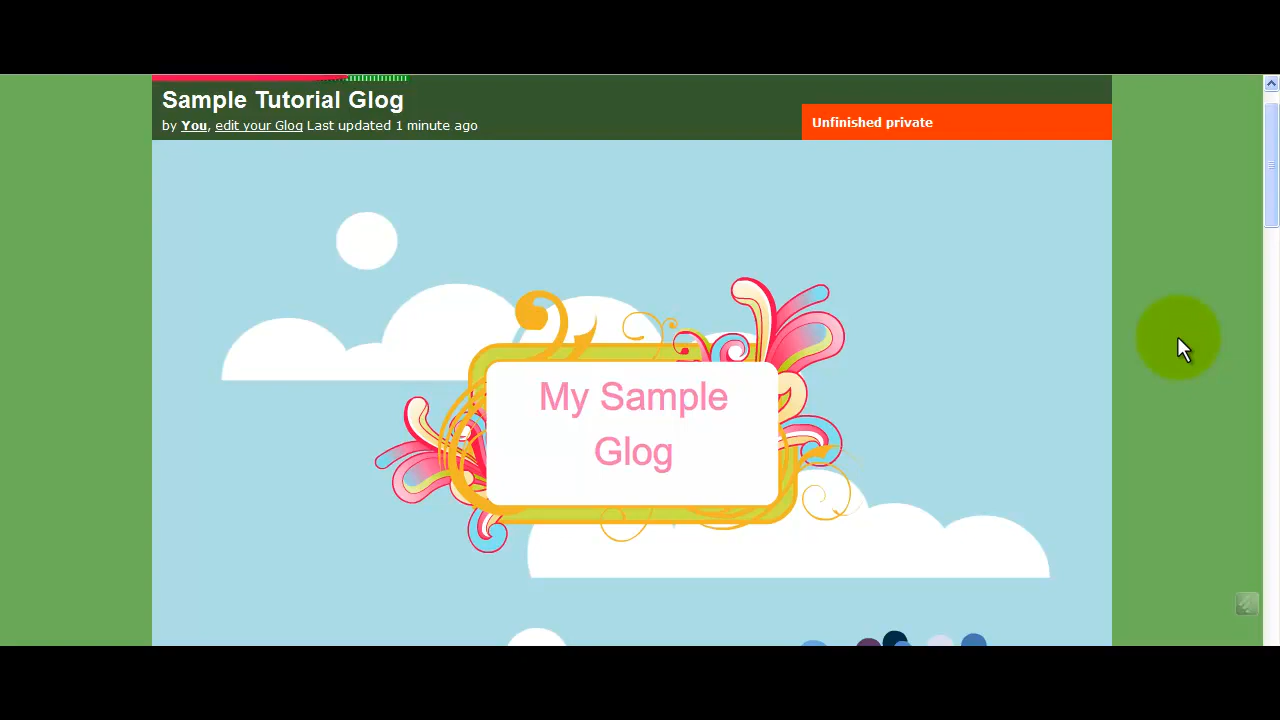 Sample Tutorial Glog
by You, edit your Glog Last updated 1 minute ago
Unfinished private
My Sample
Glog